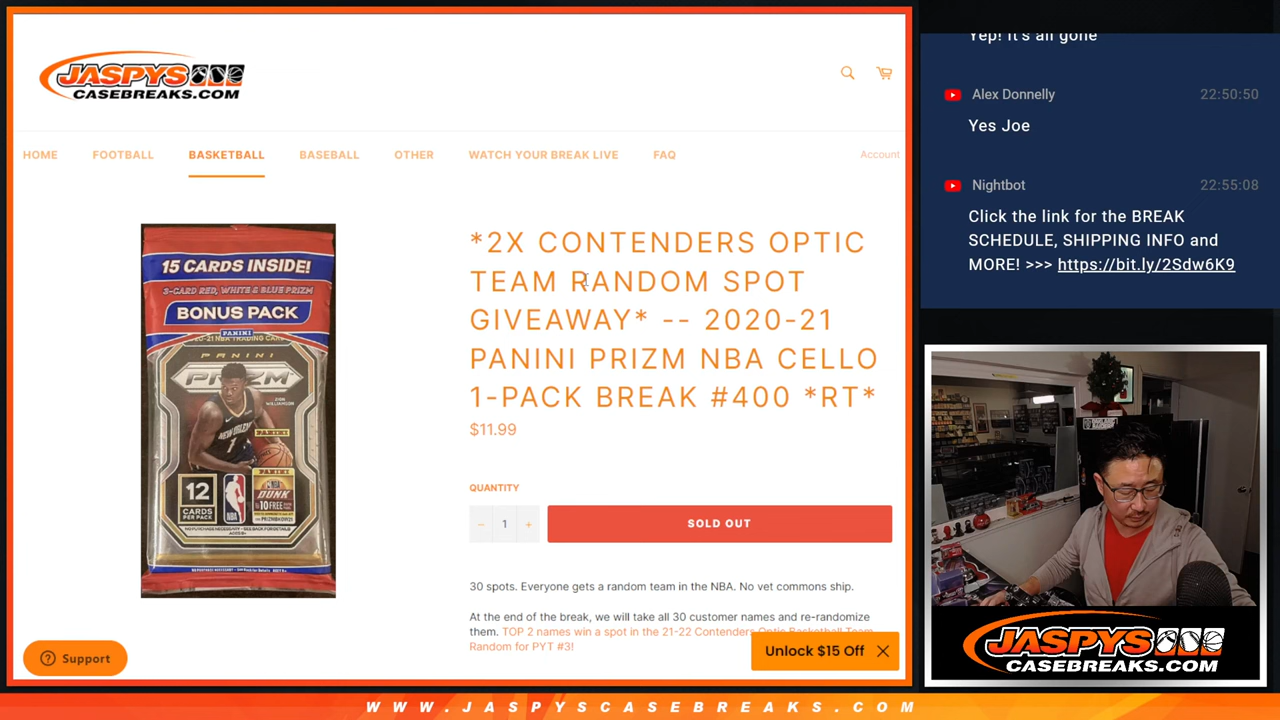 JASPYS
CASEBREAKS.COM
HOME
FOOTBALL
BASKETBALL
BASEBALL
OTHER
WATCH YOUR BREAK LIVE
FAQ
Account
15 CARDS INSIDE!
3-CARD RED, WHITE & BLUE PRIZM
BONUS PACK
PANINI
PANINI
PRIZM
ZION
WILLIAMSON
NEW ORLEANS
1
PANINI
12
CARDS
PER PACK
DUNK
*2X CONTENDERS OPTIC
TEAM RANDOM SPOT
GIVEAWAY* -- 2020-21
PANINI PRIZM NBA CELLO
1-PACK BREAK #400 *RT*
$11.99
QUANTITY
− 1 +
SOLD OUT
30 spots. Everyone gets a random team in the NBA. No vet commons ship.
At the end of the break, we will take all 30 customer names and re-randomize
them. TOP 2 names win a spot in the 21-22 Contenders Optic Basketball Team
Random for PYT #3!
Support
Unlock $15 Off
Yep! It's all gone
Alex Donnelly 22:50:50
Yes Joe
Nightbot 22:55:08
Click the link for the BREAK
SCHEDULE, SHIPPING INFO and
MORE! >>> https://bit.ly/2Sdw6K9
JASPYS
CASEBREAKS.COM
WWW.JASPYSCASEBREAKS.COM